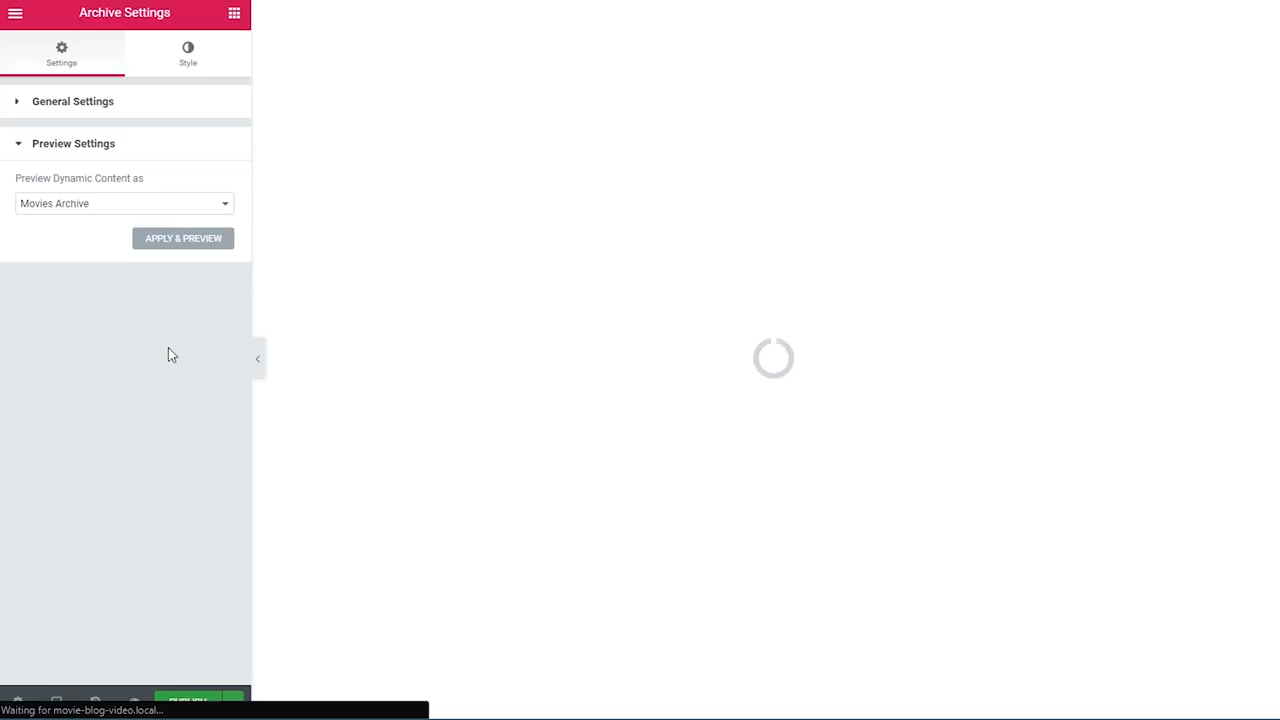 Archive Settings
Settings
Style
General Settings
Preview Settings
Preview Dynamic Content as
Movies Archive
APPLY & PREVIEW
PUBLISH
Waiting for movie-blog-video.local...